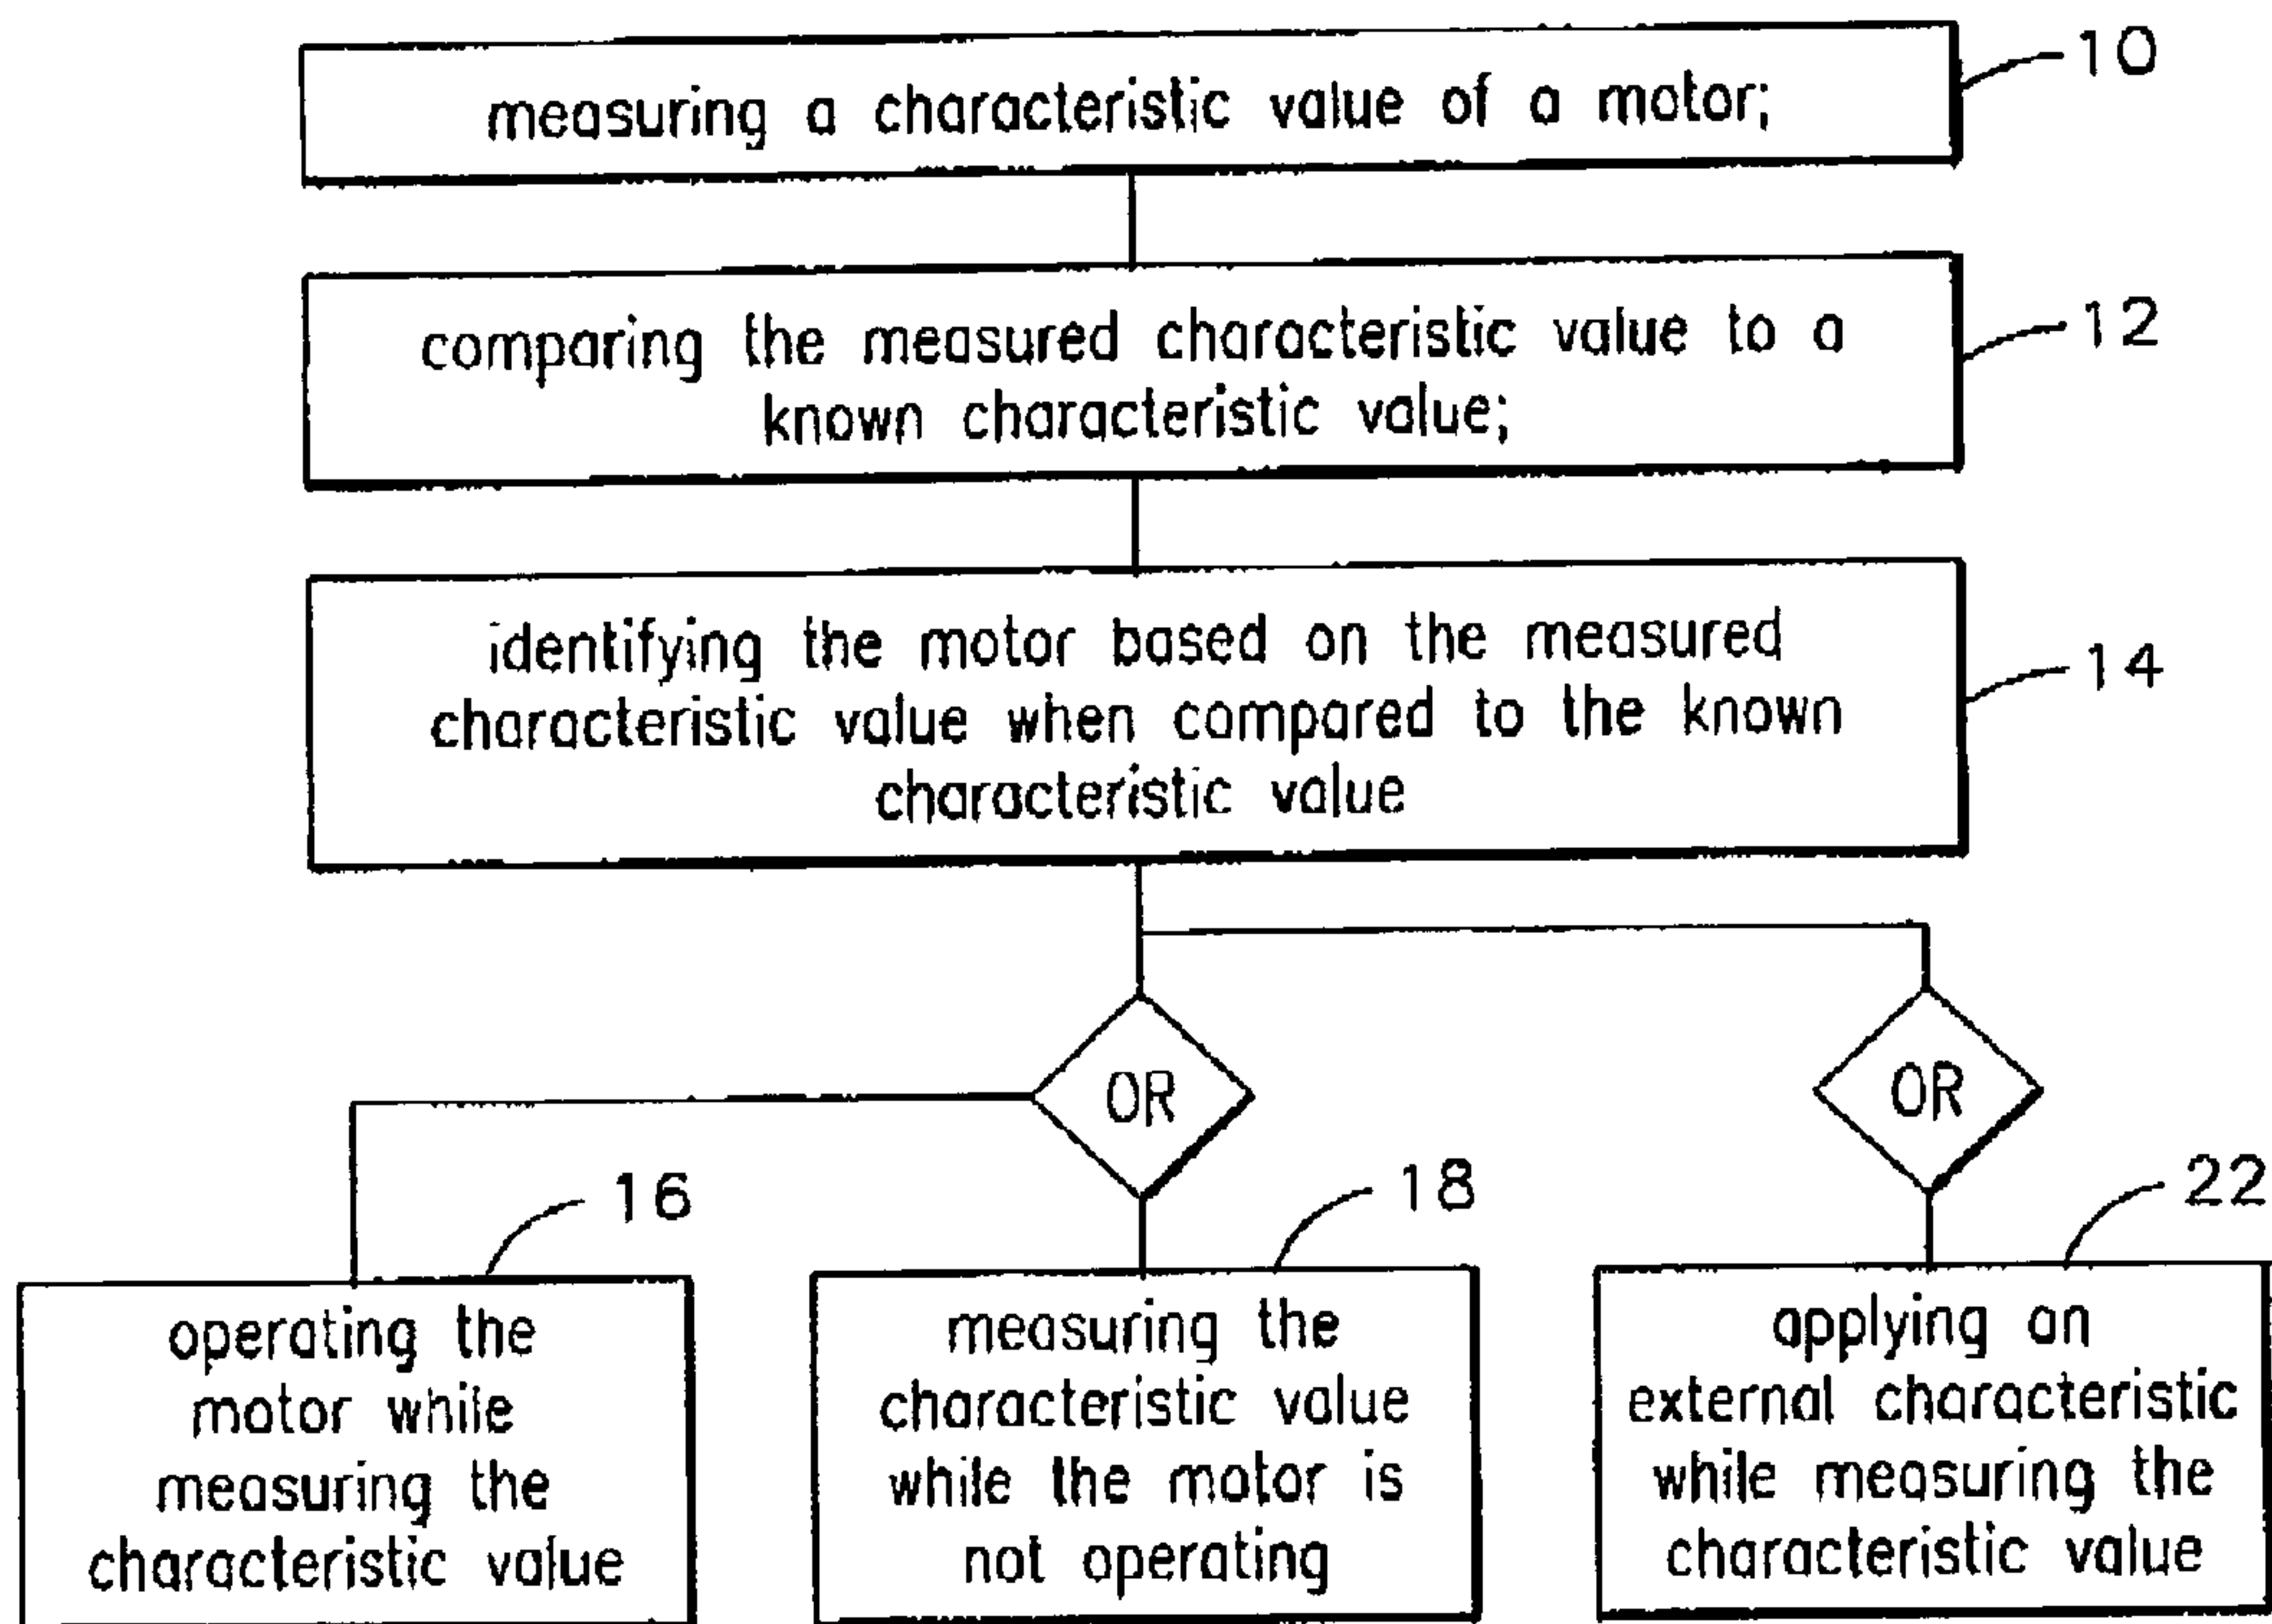 measuring a characteristic value of a motor;
10
comparing the measured characteristic value to a
known characteristic value;
12
identifying the motor based on the measured
characteristic value when compared to the known
characteristic value
14
OR
OR
16
18
22
operating the
motor while
measuring the
characteristic value
measuring the
characteristic value
while the motor is
not operating
applying an
external characteristic
while measuring the
characteristic value